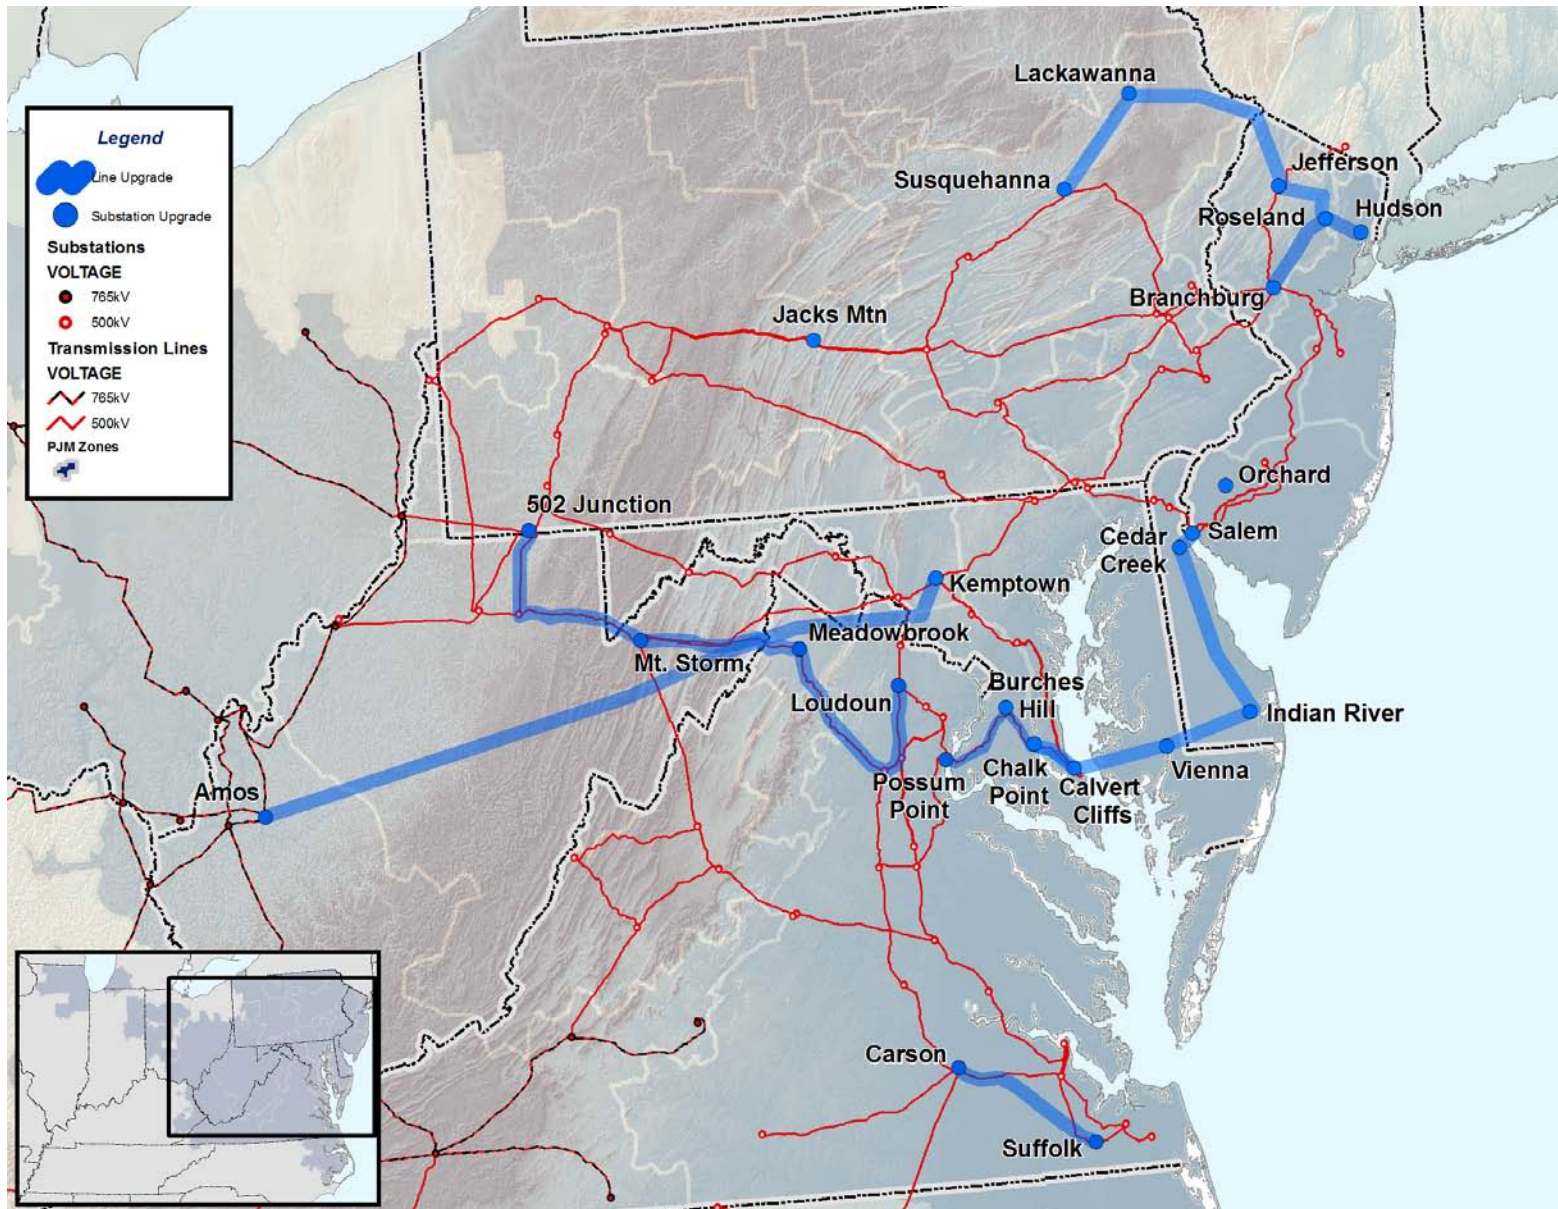 Legend
Line Upgrade
Substation Upgrade
Substations
VOLTAGE
765kV
500kV
Transmission Lines
VOLTAGE
765kV
500kV
PJM Zones
Lackawanna
Susquehanna
Jefferson
Roseland
Hudson
Branchburg
Jacks Mtn
502 Junction
Orchard
Cedar
Creek
Salem
Kemptown
Meadowbrook
Mt. Storm
Loudoun
Burches
Hill
Indian River
Possum
Point
Chalk
Point
Calvert
Cliffs
Vienna
Amos
Carson
Suffolk